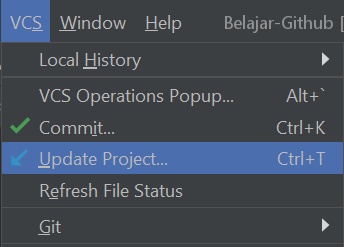 VCS Window Help Belajar-Github [
Local History
VCS Operations Popup... Alt+`
Commit... Ctrl+K
Update Project... Ctrl+T
Refresh File Status
Git